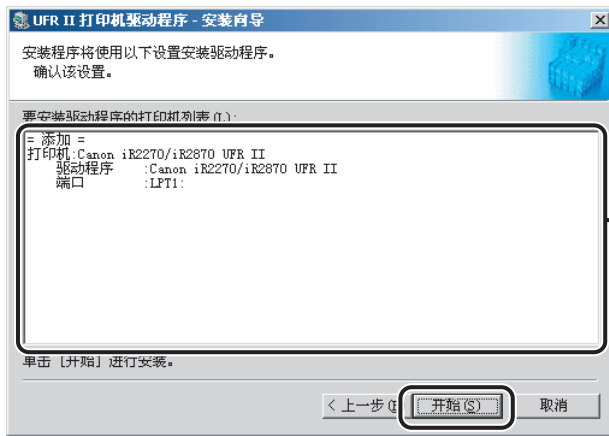 UFR II 打印机驱动程序 - 安装向导
安装程序将使用以下设置安装驱动程序。
确认该设置。
要安装驱动程序的打印机列表(L):
= 添加 =
打印机:Canon iR2270/iR2870 UFR II
驱动程序 :Canon iR2270/iR2870 UFR II
端口 :LPT1:
单击 [开始] 进行安装。
< 上一步 开始(S) 取消